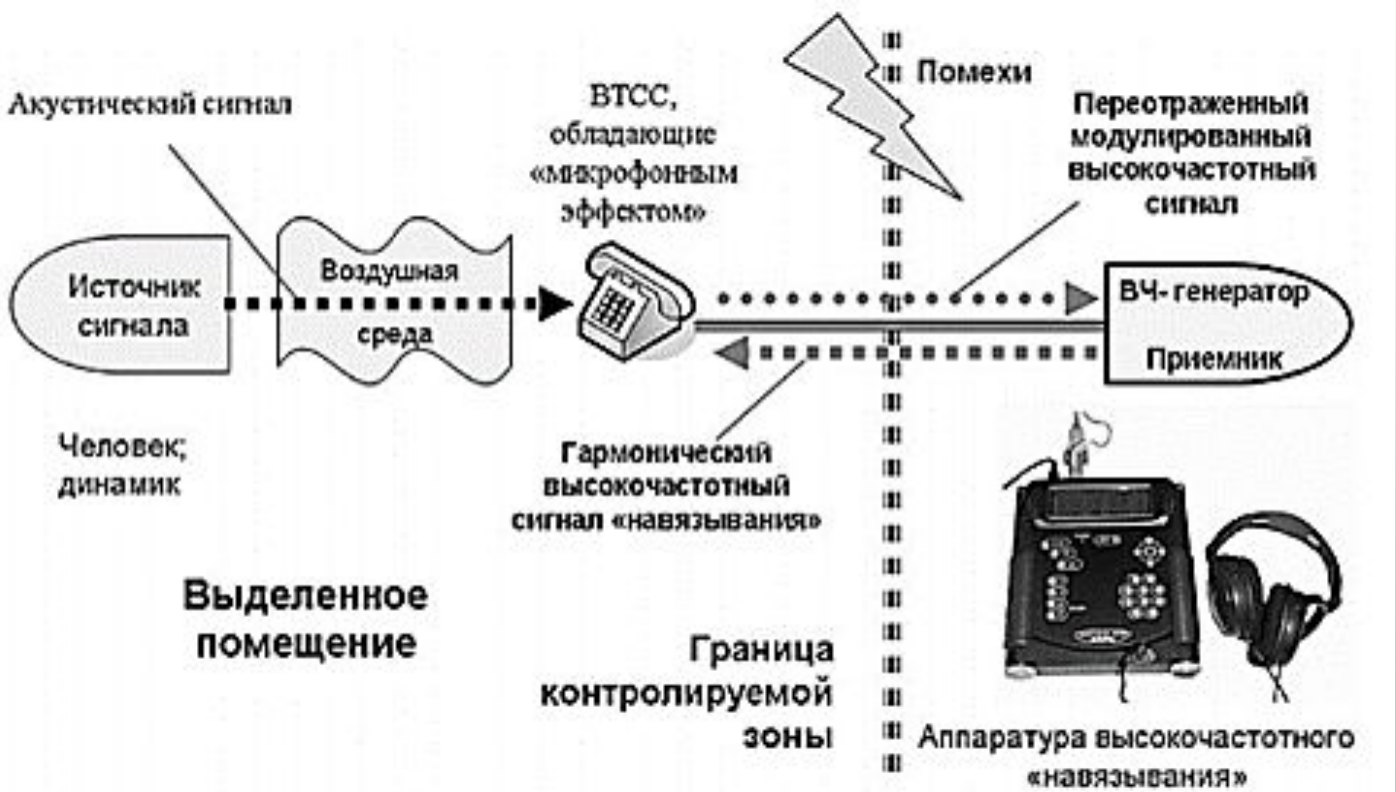 Акустический сигнал
ВТСС,
обладающие
«микрофонным
эффектом»
Помехи
Переотраженный
модулированный
высокочастотный
сигнал
Источник
сигнала
Воздушная
среда
ВЧ- генератор
Приемник
Человек;
динамик
Гармонический
высокочастотный
сигнал «навязывания»
Выделенное
помещение
Граница
контролируемой
зоны
Аппаратура высокочастотного
«навязывания»